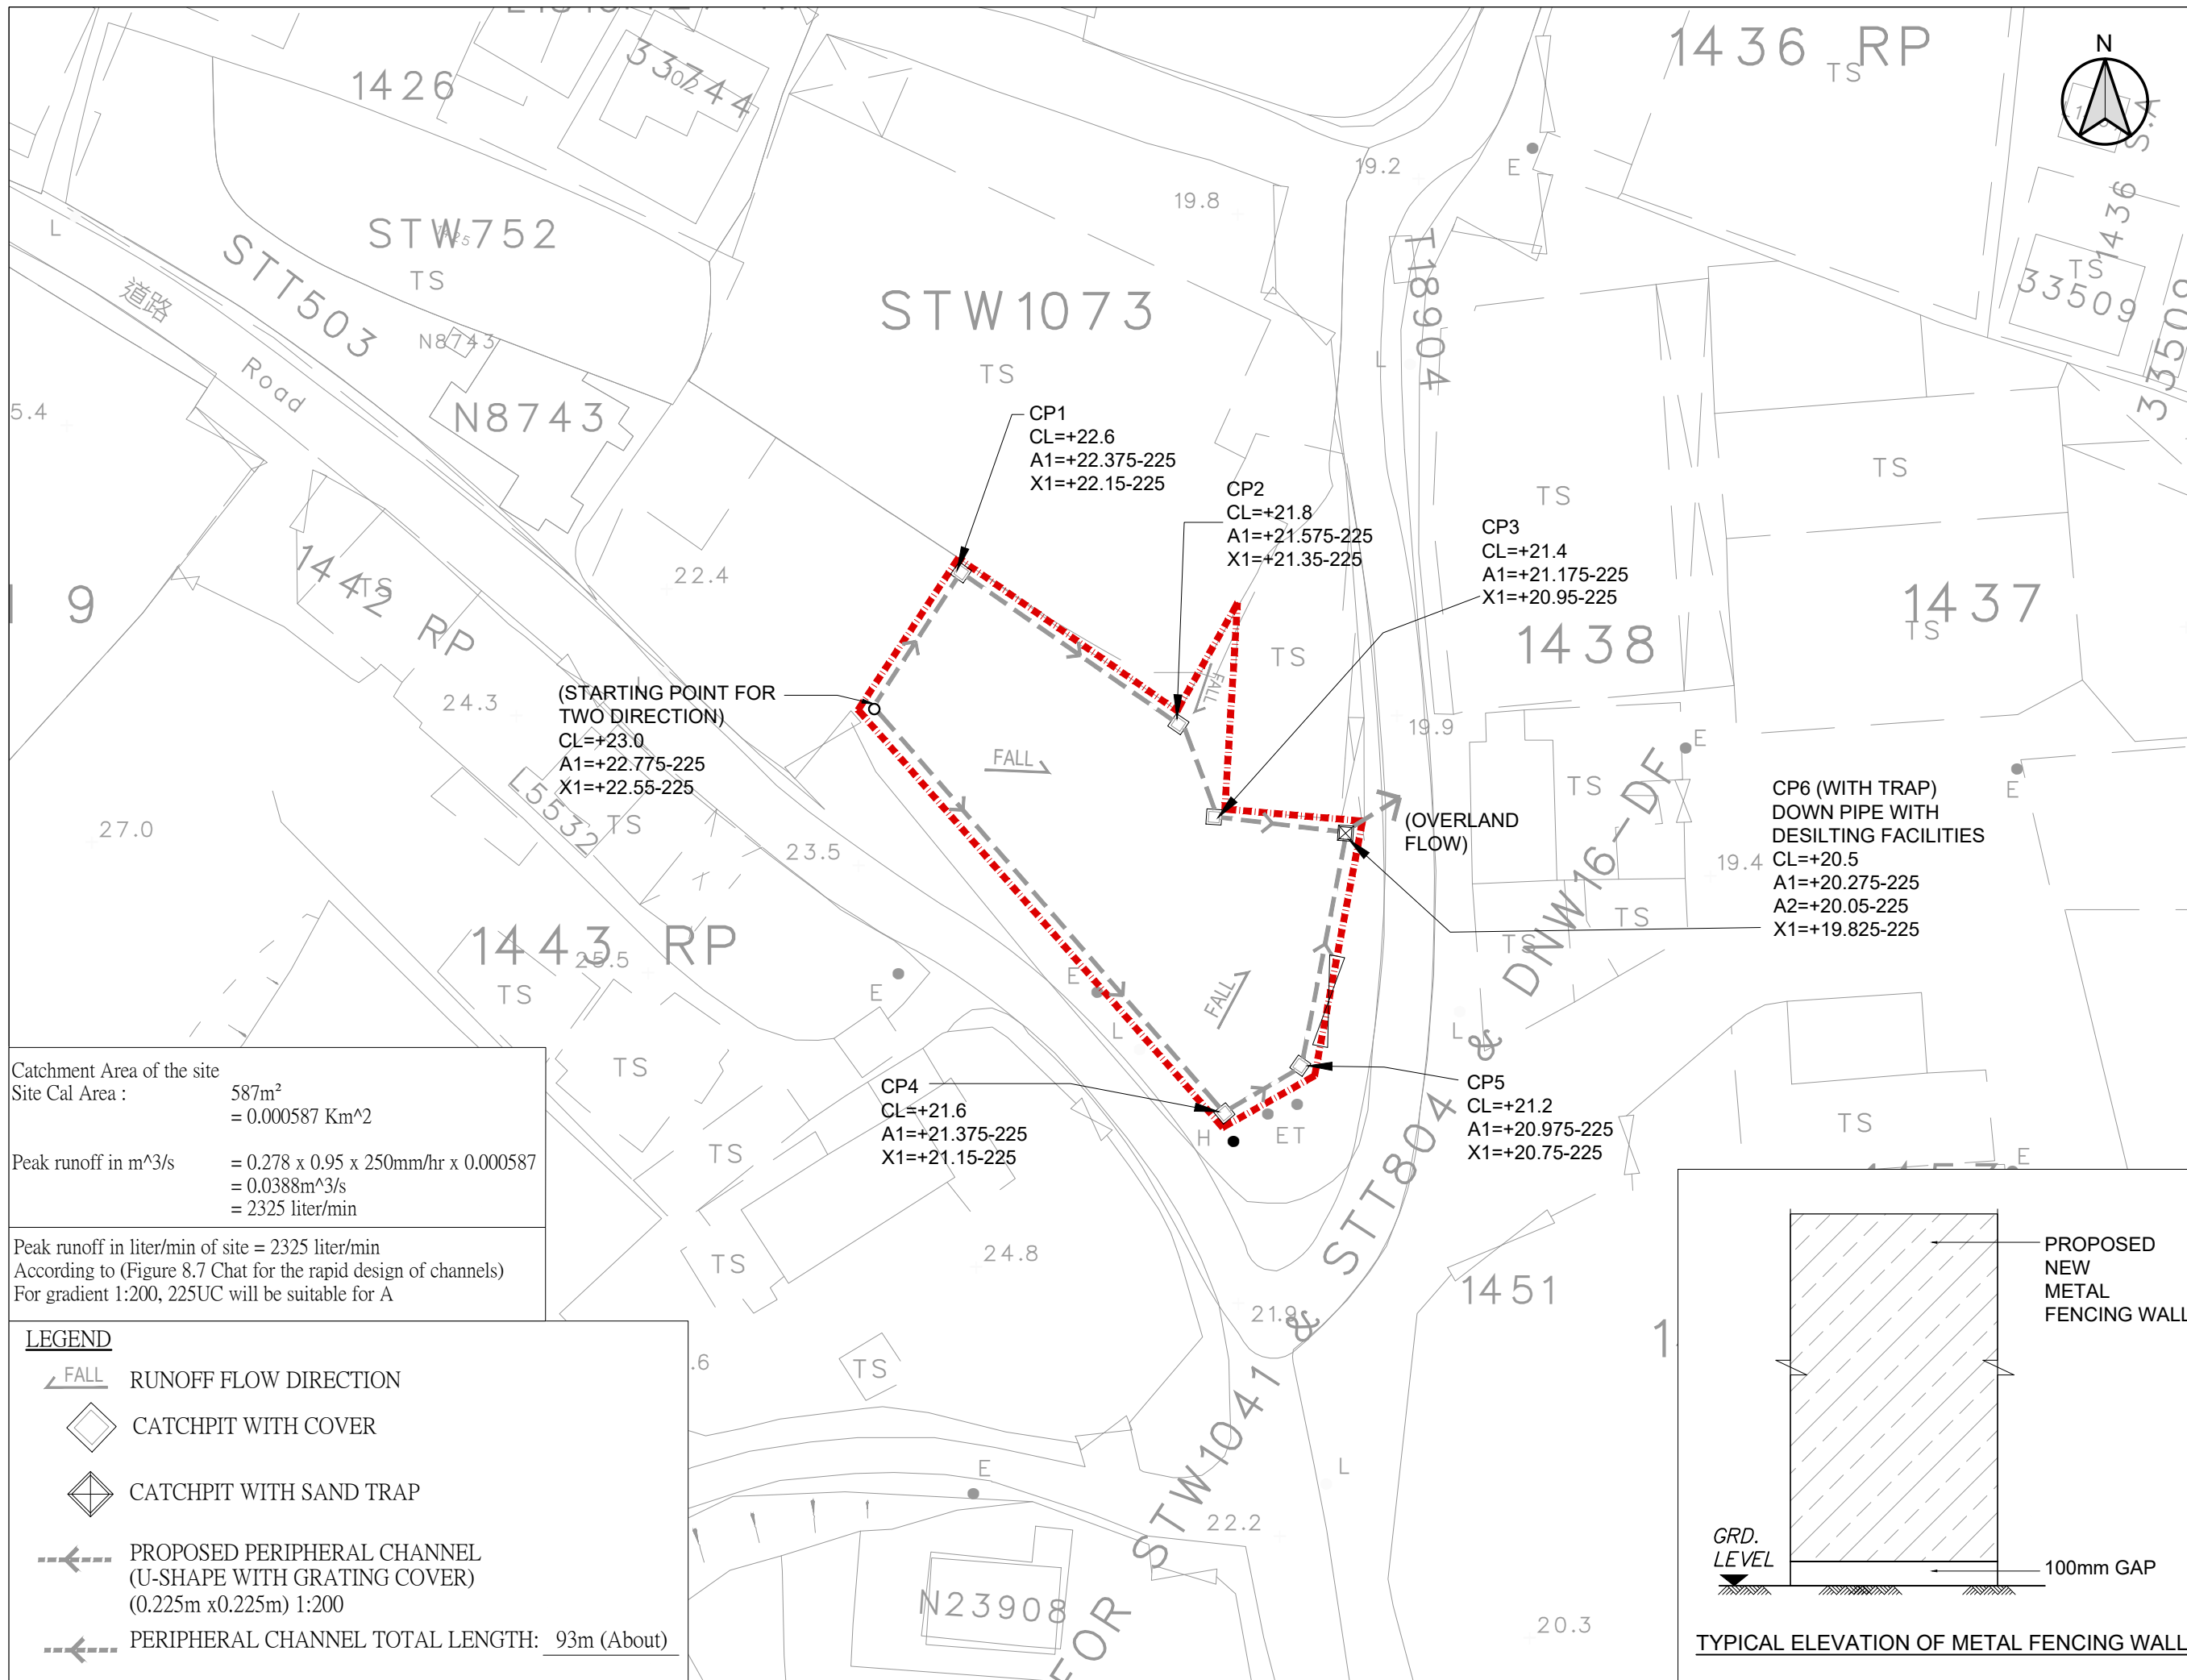 1426
33744
102
1436 RP
TS
N
1436 S.A
TS
33509
33509
19.2
19.8
E
L
STW752
TS
STT503
道路
Road
N8743
N8743
STW1073
TS
T18904
L
5.4
9
CP1
CL=+22.6
A1=+22.375-225
X1=+22.15-225
CP2
CL=+21.8
A1=+21.575-225
X1=+21.35-225
CP3
CL=+21.4
A1=+21.175-225
X1=+20.95-225
TS
TS
1437
TS
1438
22.4
1442 RP
TS
24.3
(STARTING POINT FOR
TWO DIRECTION)
CL=+23.0
A1=+22.775-225
X1=+22.55-225
FALL
FALL
TS
19.9
E
TS
E
L5532
TS
27.0
23.5
(OVERLAND
FLOW)
19.4
CP6 (WITH TRAP)
DOWN PIPE WITH
DESILTING FACILITIES
CL=+20.5
A1=+20.275-225
A2=+20.05-225
X1=+19.825-225
TS
TS
1443 RP
25.5
TS
E
E
L
FALL
L
STW1041 & STT804 & DNW16-DF
TS
CP4
CL=+21.6
A1=+21.375-225
X1=+21.15-225
H
ET
CP5
CL=+21.2
A1=+20.975-225
X1=+20.75-225
TS
E
TS
TS
24.8
21.9
1451
Catchment Area of the site
Site Cal Area : 587m²
= 0.000587 Km^2
Peak runoff in m^3/s = 0.278 x 0.95 x 250mm/hr x 0.000587
= 0.0388m^3/s
= 2325 liter/min
Peak runoff in liter/min of site = 2325 liter/min
According to (Figure 8.7 Chat for the rapid design of channels)
For gradient 1:200, 225UC will be suitable for A
LEGEND
FALL RUNOFF FLOW DIRECTION
CATCHPIT WITH COVER
CATCHPIT WITH SAND TRAP
PROPOSED PERIPHERAL CHANNEL
(U-SHAPE WITH GRATING COVER)
(0.225m x0.225m) 1:200
PERIPHERAL CHANNEL TOTAL LENGTH: 93m (About)
.6
TS
E
L
22.2
N23908
FOR
20.3
PROPOSED
NEW
METAL
FENCING WALL
GRD.
LEVEL
100mm GAP
TYPICAL ELEVATION OF METAL FENCING WALL